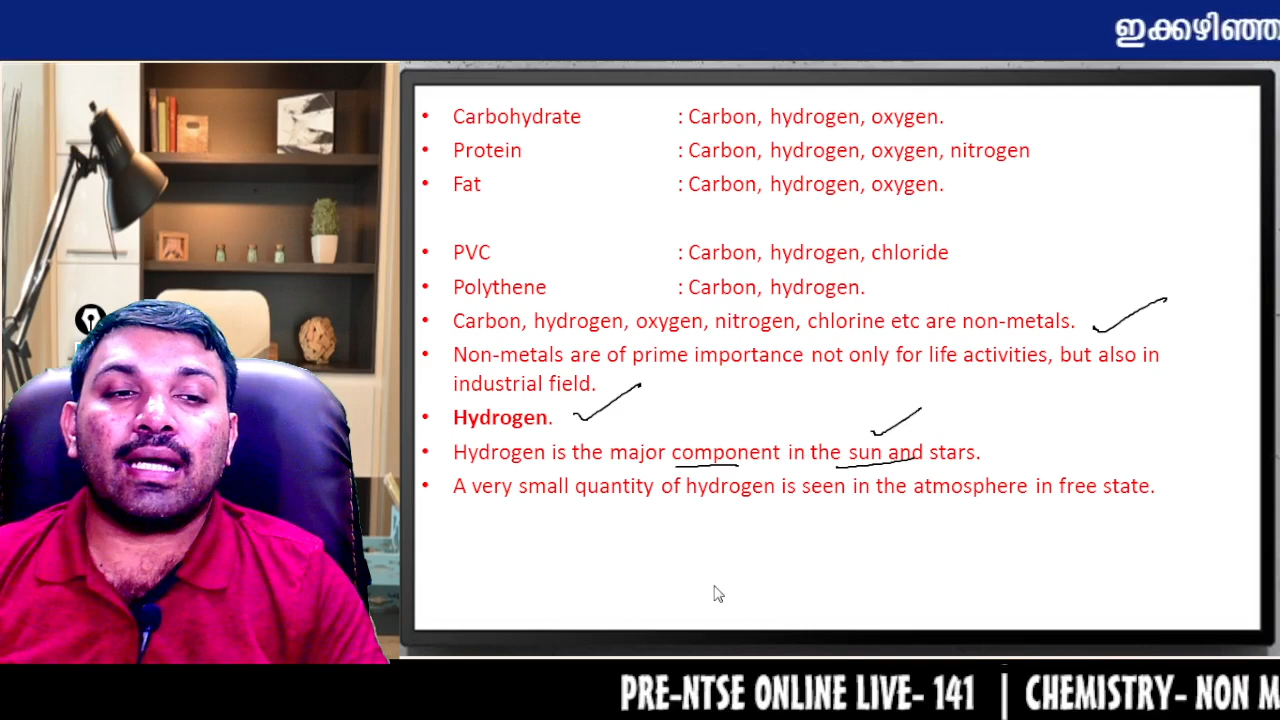 ഇക്കഴിഞ്ഞ
• Carbohydrate : Carbon, hydrogen, oxygen.
• Protein : Carbon, hydrogen, oxygen, nitrogen
• Fat : Carbon, hydrogen, oxygen.
• PVC : Carbon, hydrogen, chloride
• Polythene : Carbon, hydrogen.
• Carbon, hydrogen, oxygen, nitrogen, chlorine etc are non-metals.
• Non-metals are of prime importance not only for life activities, but also in
industrial field.
• Hydrogen.
• Hydrogen is the major component in the sun and stars.
• A very small quantity of hydrogen is seen in the atmosphere in free state.
PRE-NTSE ONLINE LIVE- 141 | CHEMISTRY- NON M